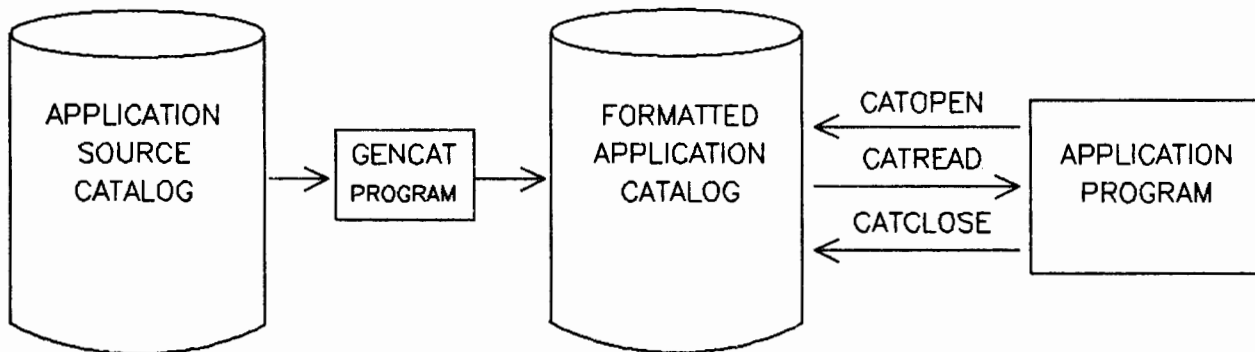 APPLICATION
SOURCE
CATALOG
GENCAT
PROGRAM
FORMATTED
APPLICATION
CATALOG
CATOPEN
CATREAD
CATCLOSE
APPLICATION
PROGRAM